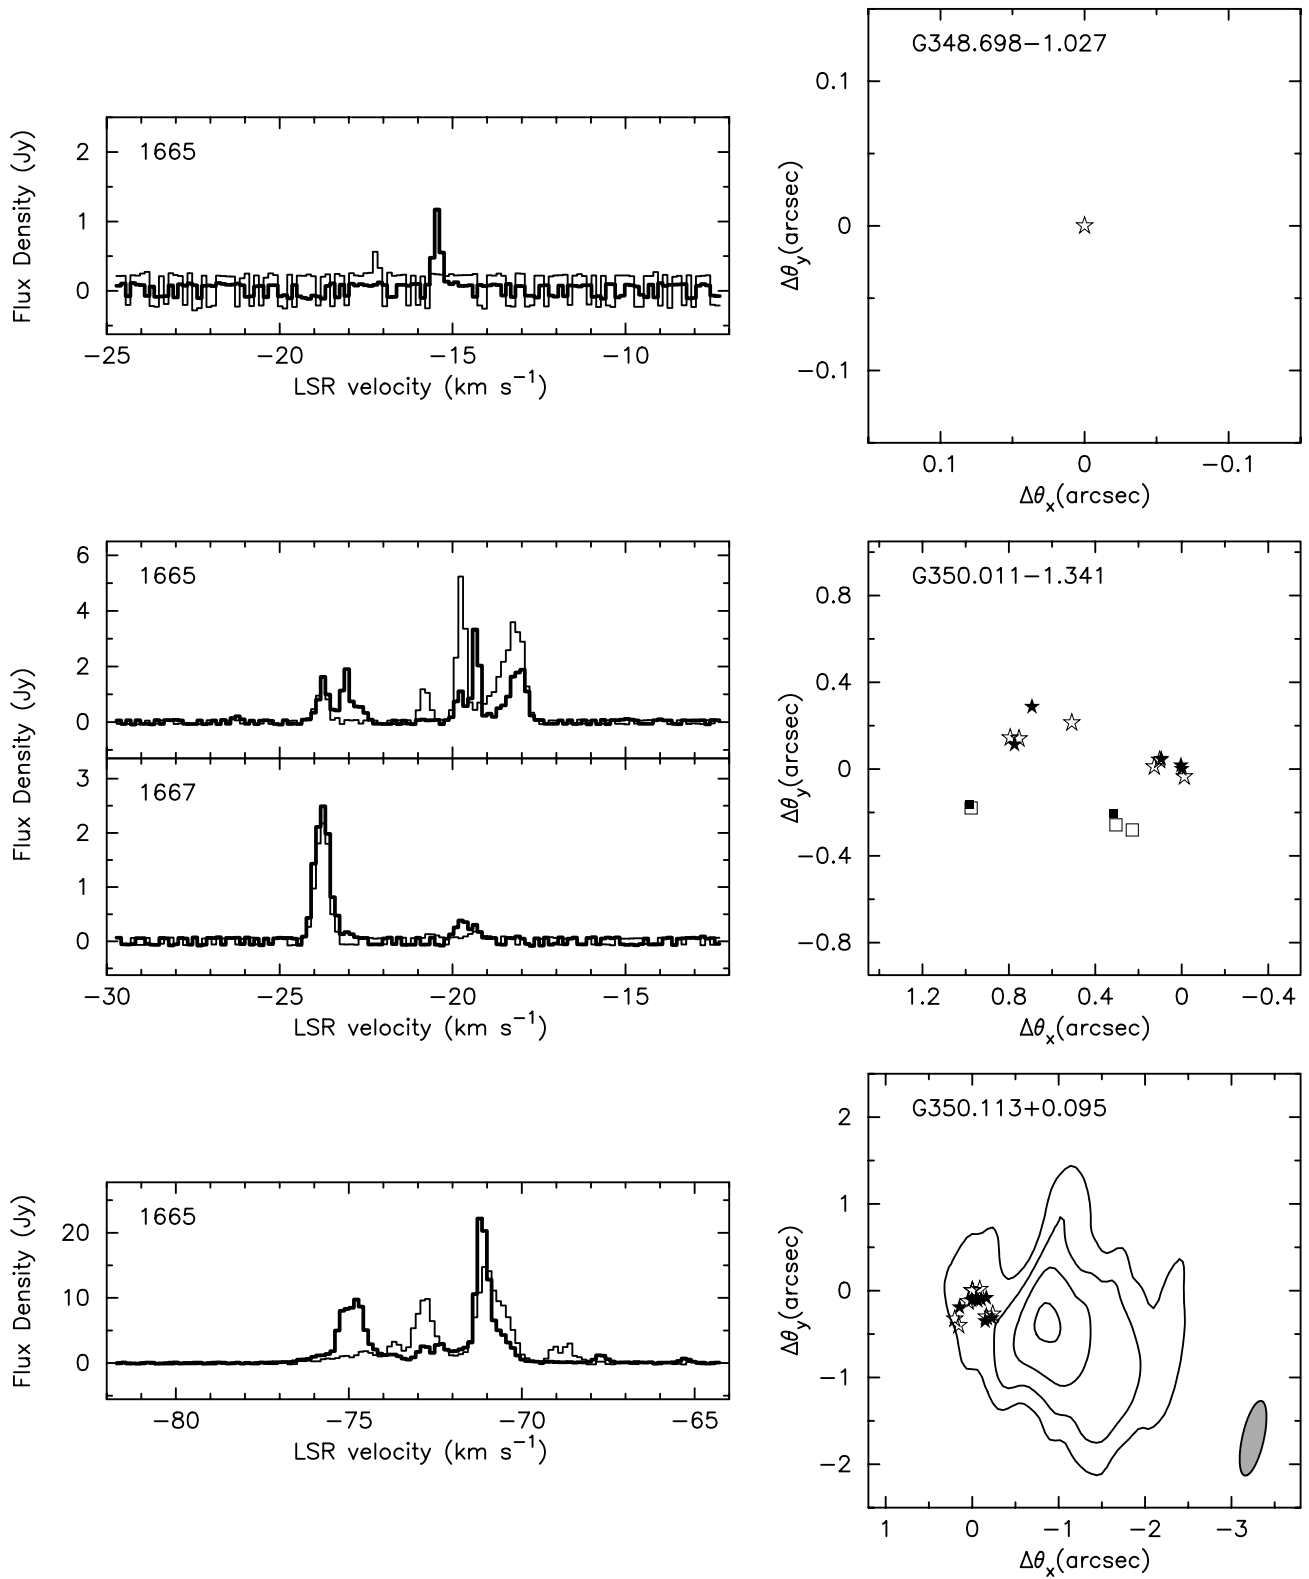 G348.698−1.027
1665
Flux Density (Jy)
2
1
0
−25 −20 −15 −10
LSR velocity (km s⁻¹)
Δθy(arcsec)
0.1
0
−0.1
0.1 0 −0.1
Δθx(arcsec)
1665
6
4
2
0
Flux Density (Jy)
1667
3
2
1
0
−30 −25 −20 −15
LSR velocity (km s⁻¹)
G350.011−1.341
Δθy(arcsec)
0.8
0.4
0
−0.4
−0.8
1.2 0.8 0.4 0 −0.4
Δθx(arcsec)
1665
Flux Density (Jy)
20
10
0
−80 −75 −70 −65
LSR velocity (km s⁻¹)
G350.113+0.095
Δθy(arcsec)
2
1
0
−1
−2
1 0 −1 −2 −3
Δθx(arcsec)